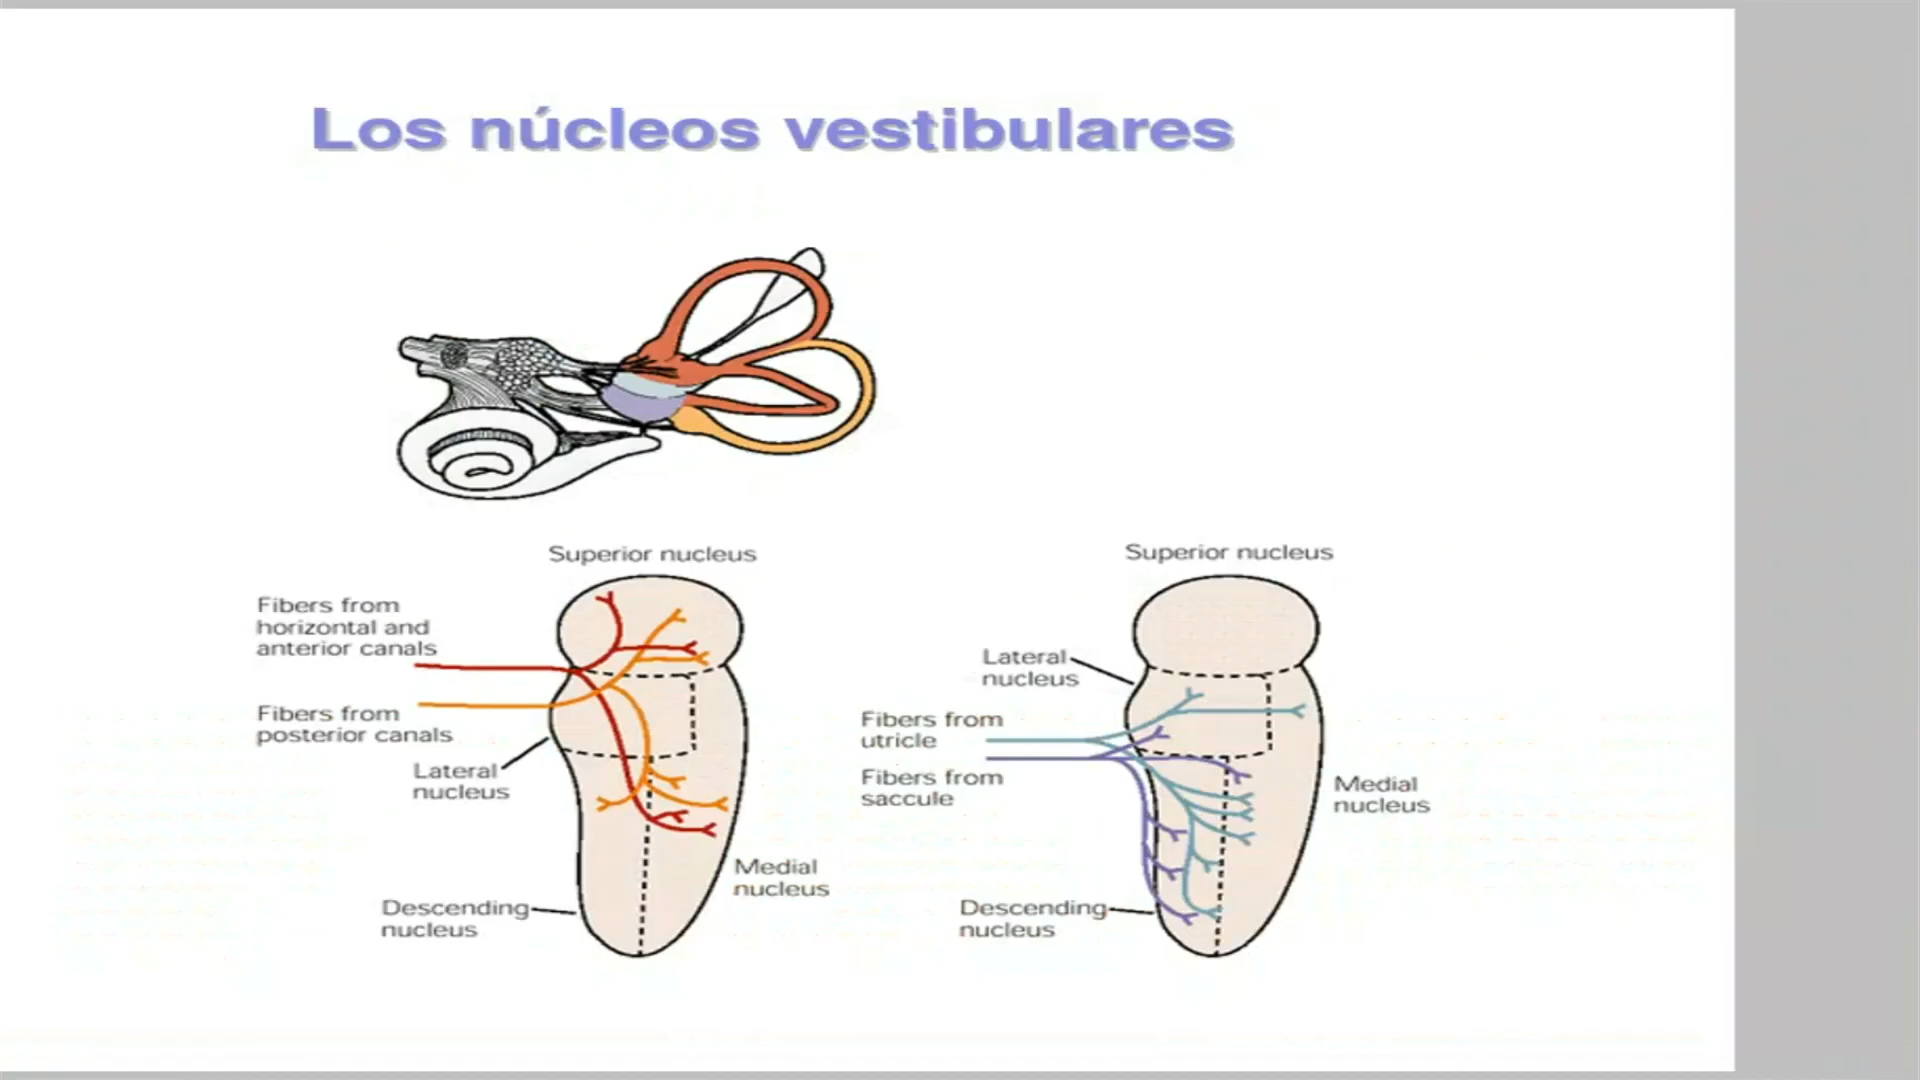 Los núcleos vestibulares
Superior nucleus
Fibers from
horizontal and
anterior canals
Fibers from
posterior canals
Lateral
nucleus
Medial
nucleus
Descending
nucleus
Superior nucleus
Lateral
nucleus
Fibers from
utricle
Fibers from
saccule
Medial
nucleus
Descending
nucleus